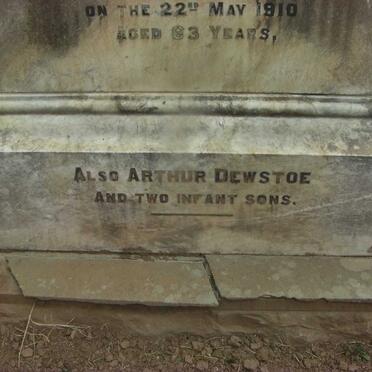 ON THE 22ND MAY 1910
AGED 63 YEARS,
ALSO ARTHUR DEWSTOE
AND TWO INFANT SONS.